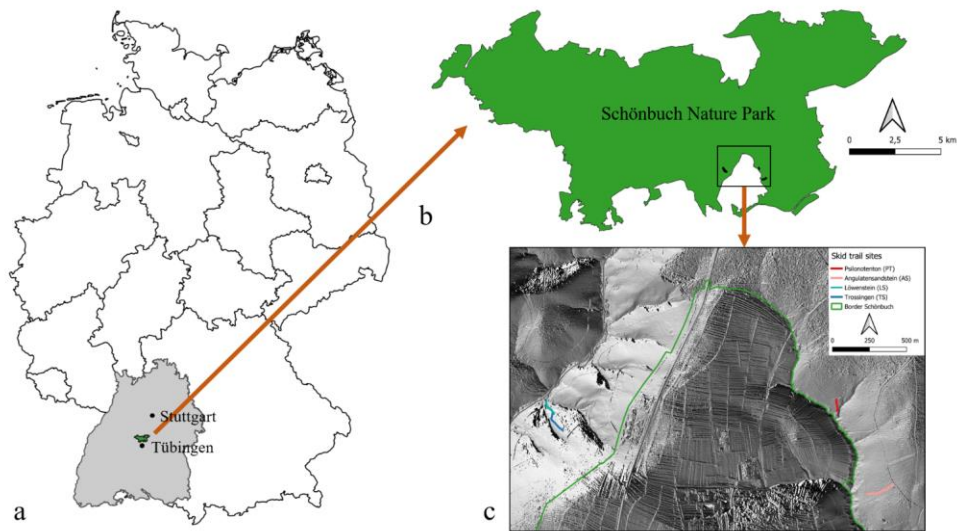 Stuttgart
Tübingen
a
b
Schönbuch Nature Park
0 2,5 5 km
c
Skid trail sites
Psilonotenton (PT)
Angulatensandstein (AS)
Löwenstein (LS)
Trossingen (TS)
Border Schönbuch
0 250 500 m